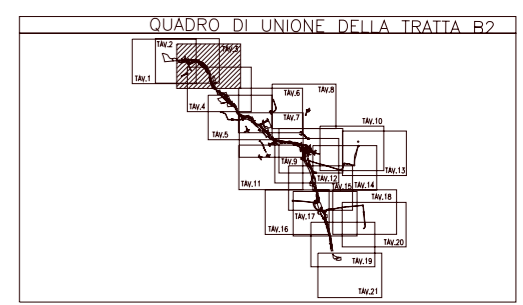 QUADRO DI UNIONE DELLA TRATTA B2
TAV.2
TAV.3
TAV.1
TAV.4
TAV.6
TAV.8
TAV.7
TAV.5
TAV.10
TAV.9
TAV.13
TAV.12
TAV.11
TAV.15
TAV.14
TAV.18
TAV.17
TAV.16
TAV.20
TAV.19
TAV.21